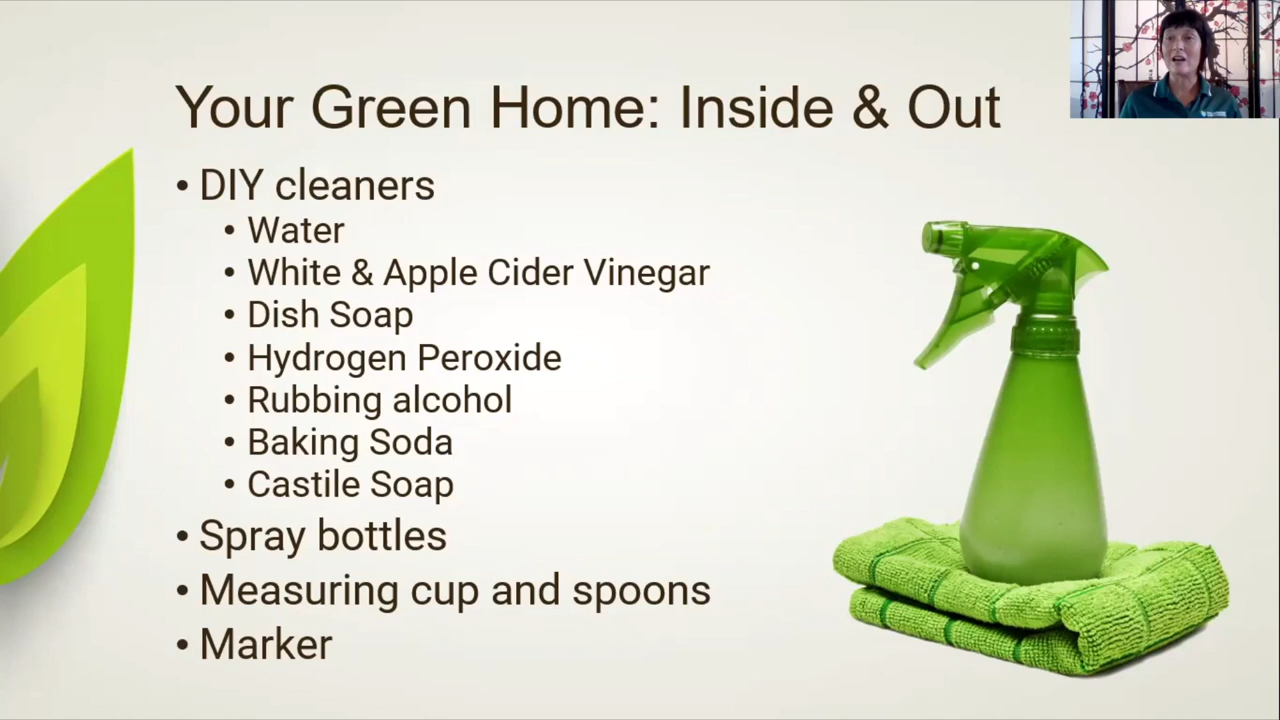 Your Green Home: Inside & Out
• DIY cleaners
• Water
• White & Apple Cider Vinegar
• Dish Soap
• Hydrogen Peroxide
• Rubbing alcohol
• Baking Soda
• Castile Soap
• Spray bottles
• Measuring cup and spoons
• Marker